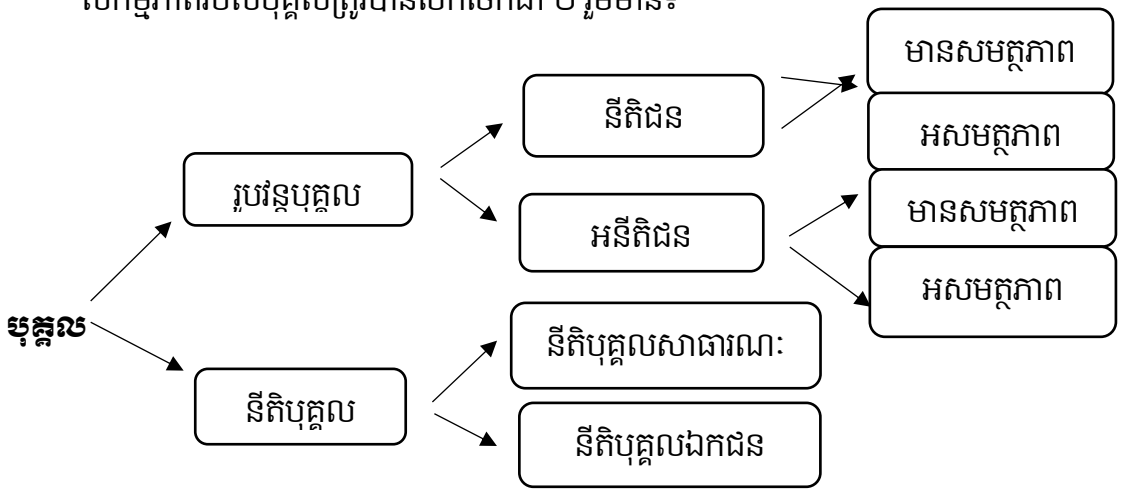 មានសមត្ថភាព
នីតិជន
អសមត្ថភាព
រូបវន្តបុគ្គល
មានសមត្ថភាព
អនីតិជន
អសមត្ថភាព
បុគ្គល
នីតិបុគ្គលសាធារណៈ
នីតិបុគ្គល
នីតិបុគ្គលឯកជន